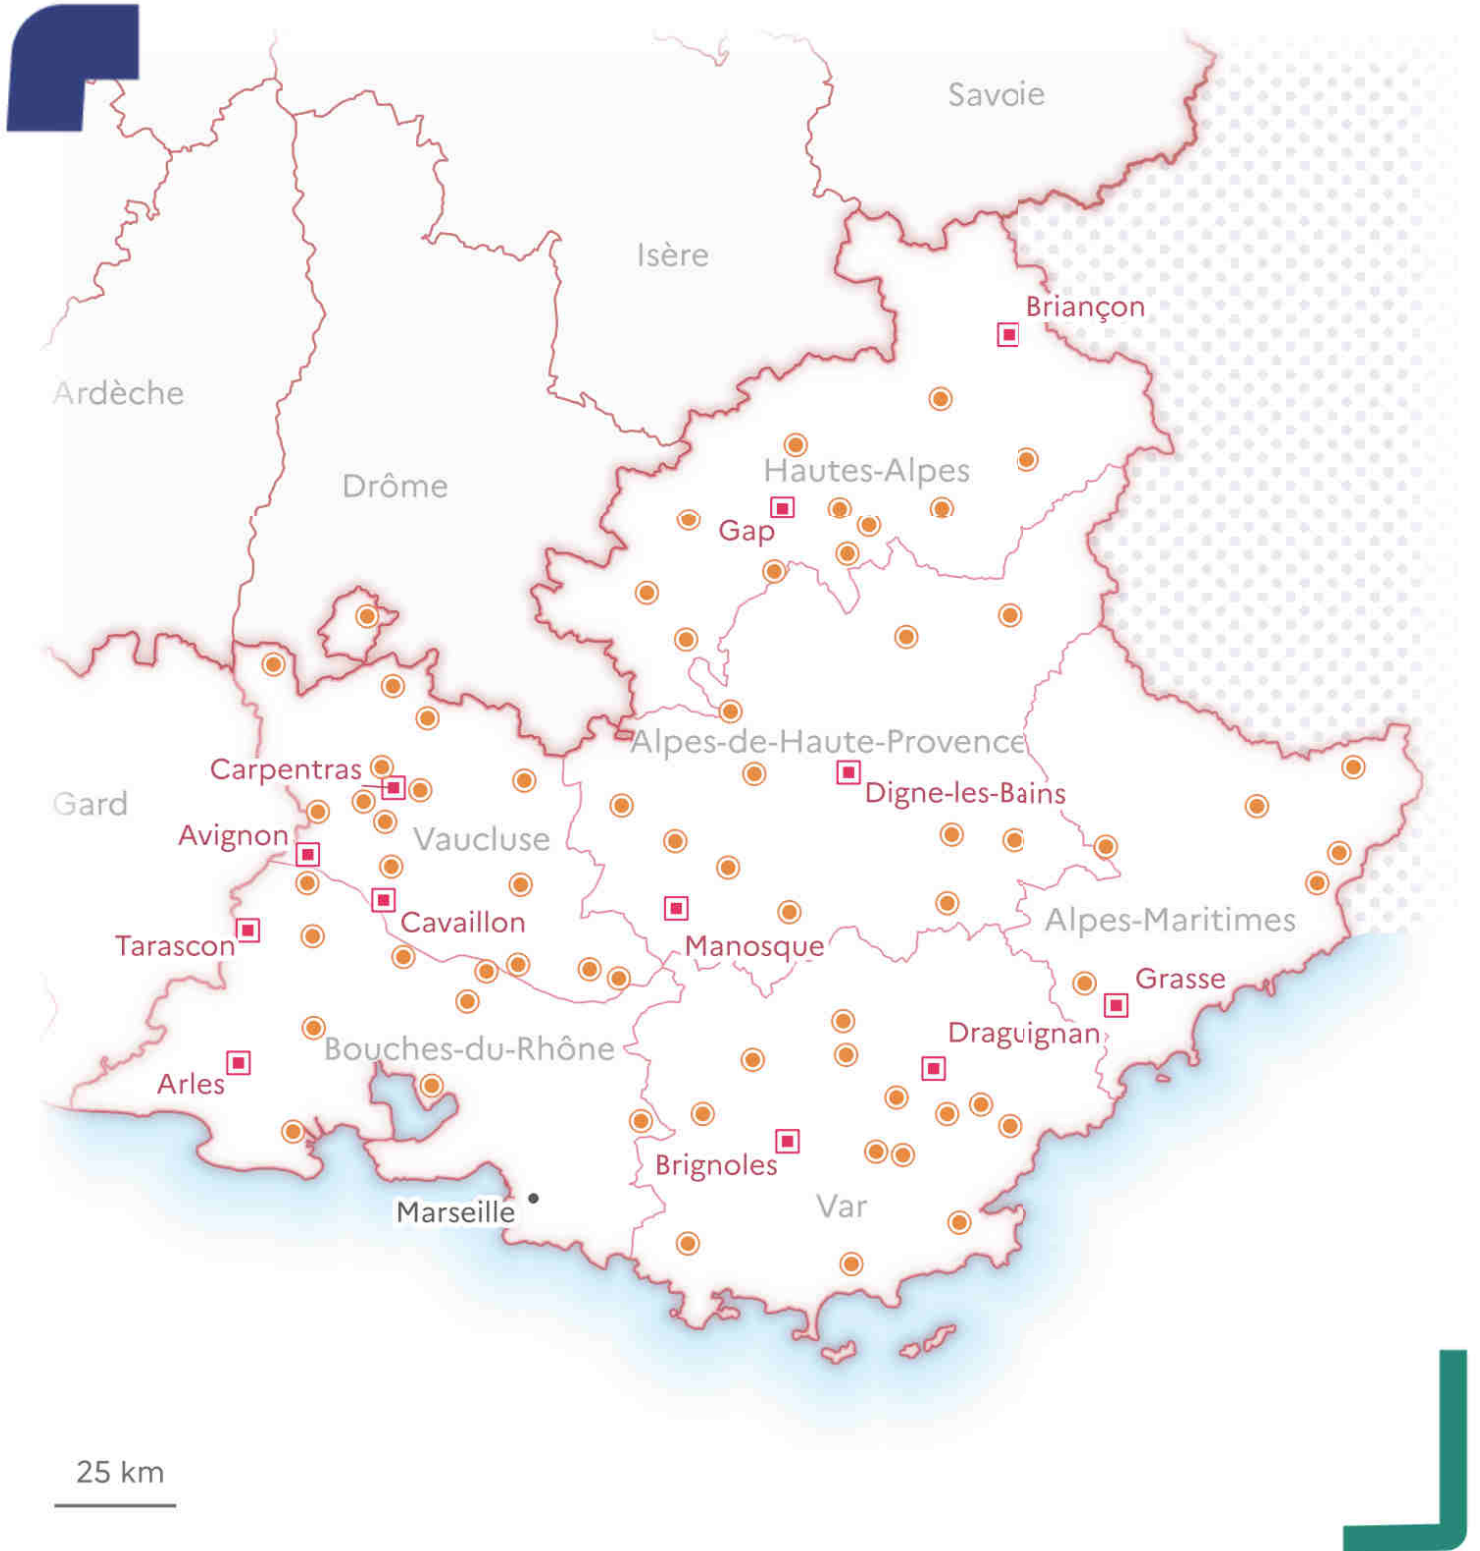 Savoie
Isère
Briançon
Ardèche
Hautes-Alpes
Drôme
Gap
Alpes-de-Haute-Provence
Carpentras
Digne-les-Bains
Gard
Avignon
Vaucluse
Cavaillon
Alpes-Maritimes
Tarascon
Manosque
Grasse
Draguignan
Bouches-du-Rhône
Arles
Brignoles
Var
Marseille
25 km